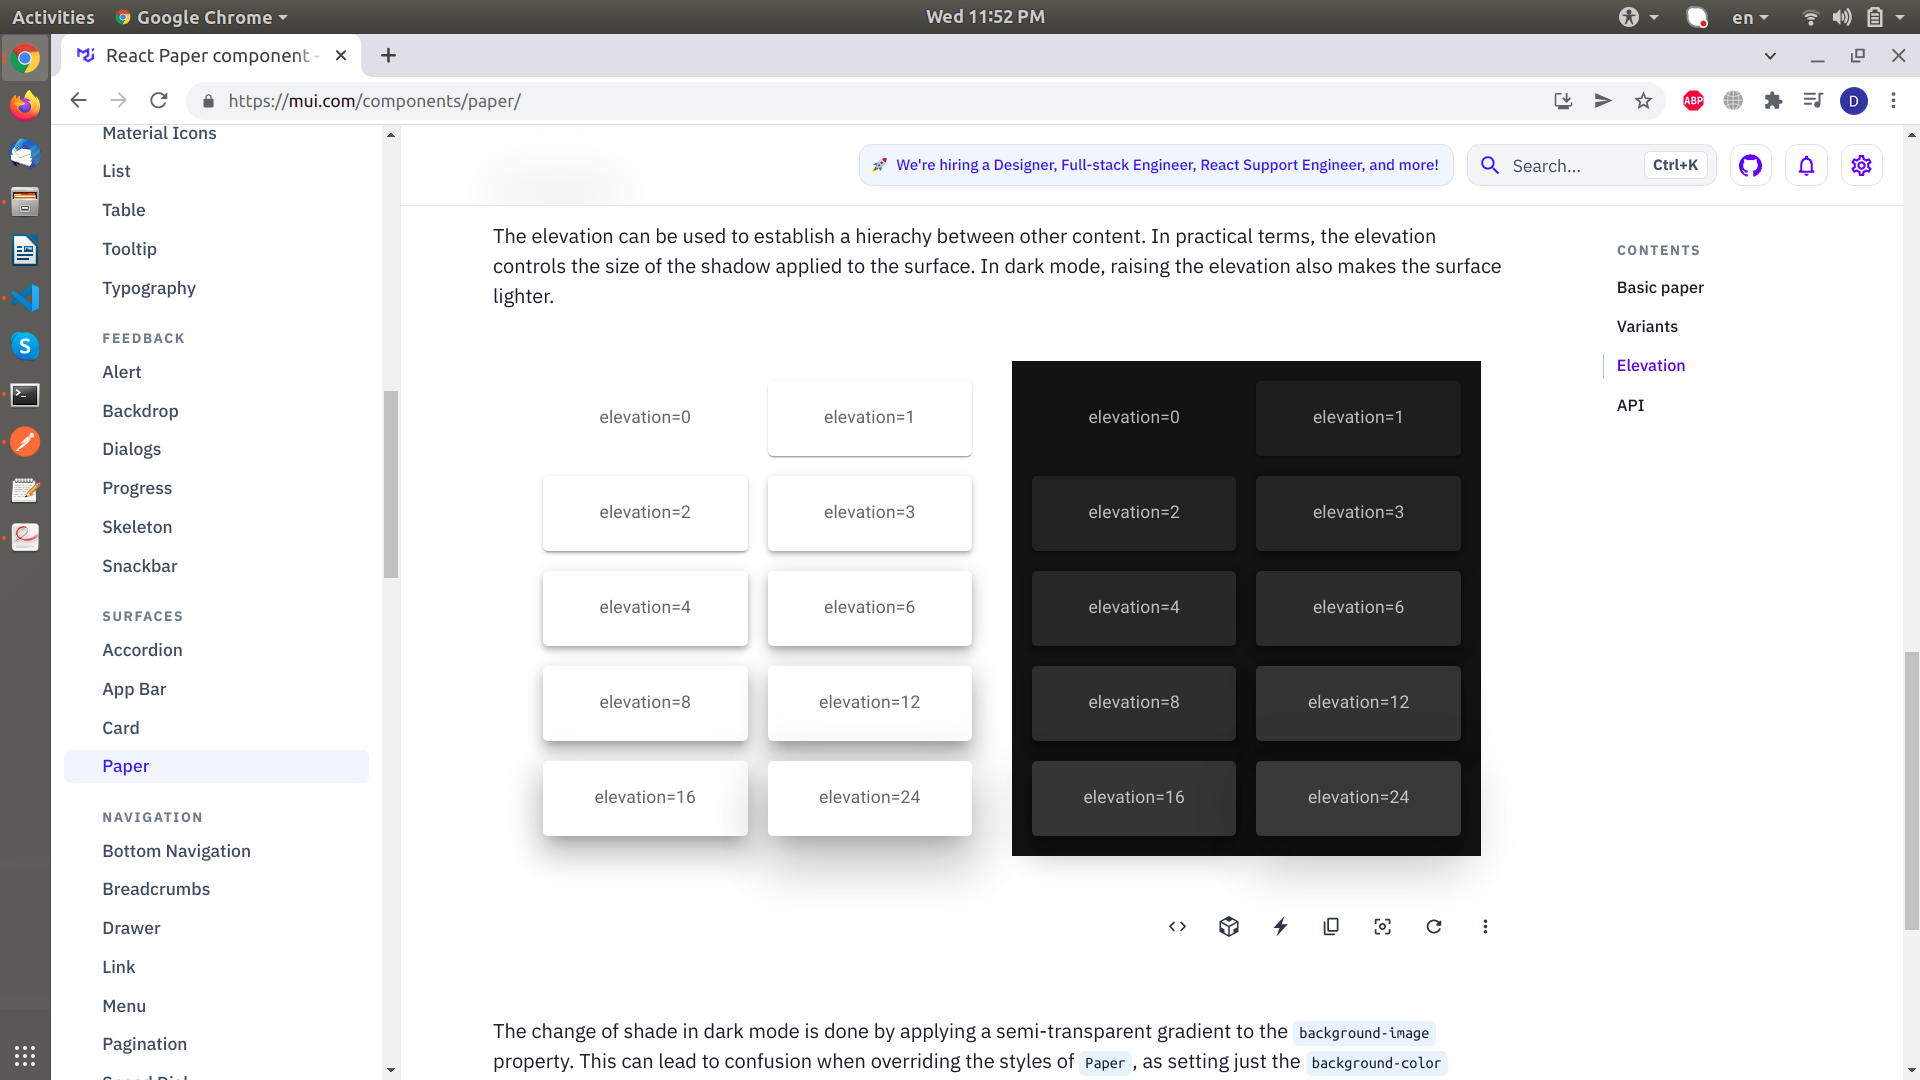 Activities
Google Chrome
Wed 11:52 PM
en
React Paper component -
https://mui.com/components/paper/
ABP
D
Material Icons
List
Table
Tooltip
Typography
FEEDBACK
Alert
Backdrop
Dialogs
Progress
Skeleton
Snackbar
SURFACES
Accordion
App Bar
Card
Paper
NAVIGATION
Bottom Navigation
Breadcrumbs
Drawer
Link
Menu
Pagination
Speed Dial
🚀 We're hiring a Designer, Full-stack Engineer, React Support Engineer, and more!
Search…
Ctrl+K
The elevation can be used to establish a hierachy between other content. In practical terms, the elevation
controls the size of the shadow applied to the surface. In dark mode, raising the elevation also makes the surface
lighter.
elevation=0 elevation=1
elevation=2 elevation=3
elevation=4 elevation=6
elevation=8 elevation=12
elevation=16 elevation=24
elevation=0 elevation=1
elevation=2 elevation=3
elevation=4 elevation=6
elevation=8 elevation=12
elevation=16 elevation=24
The change of shade in dark mode is done by applying a semi-transparent gradient to the background-image
property. This can lead to confusion when overriding the styles of Paper, as setting just the background-color
CONTENTS
Basic paper
Variants
Elevation
API